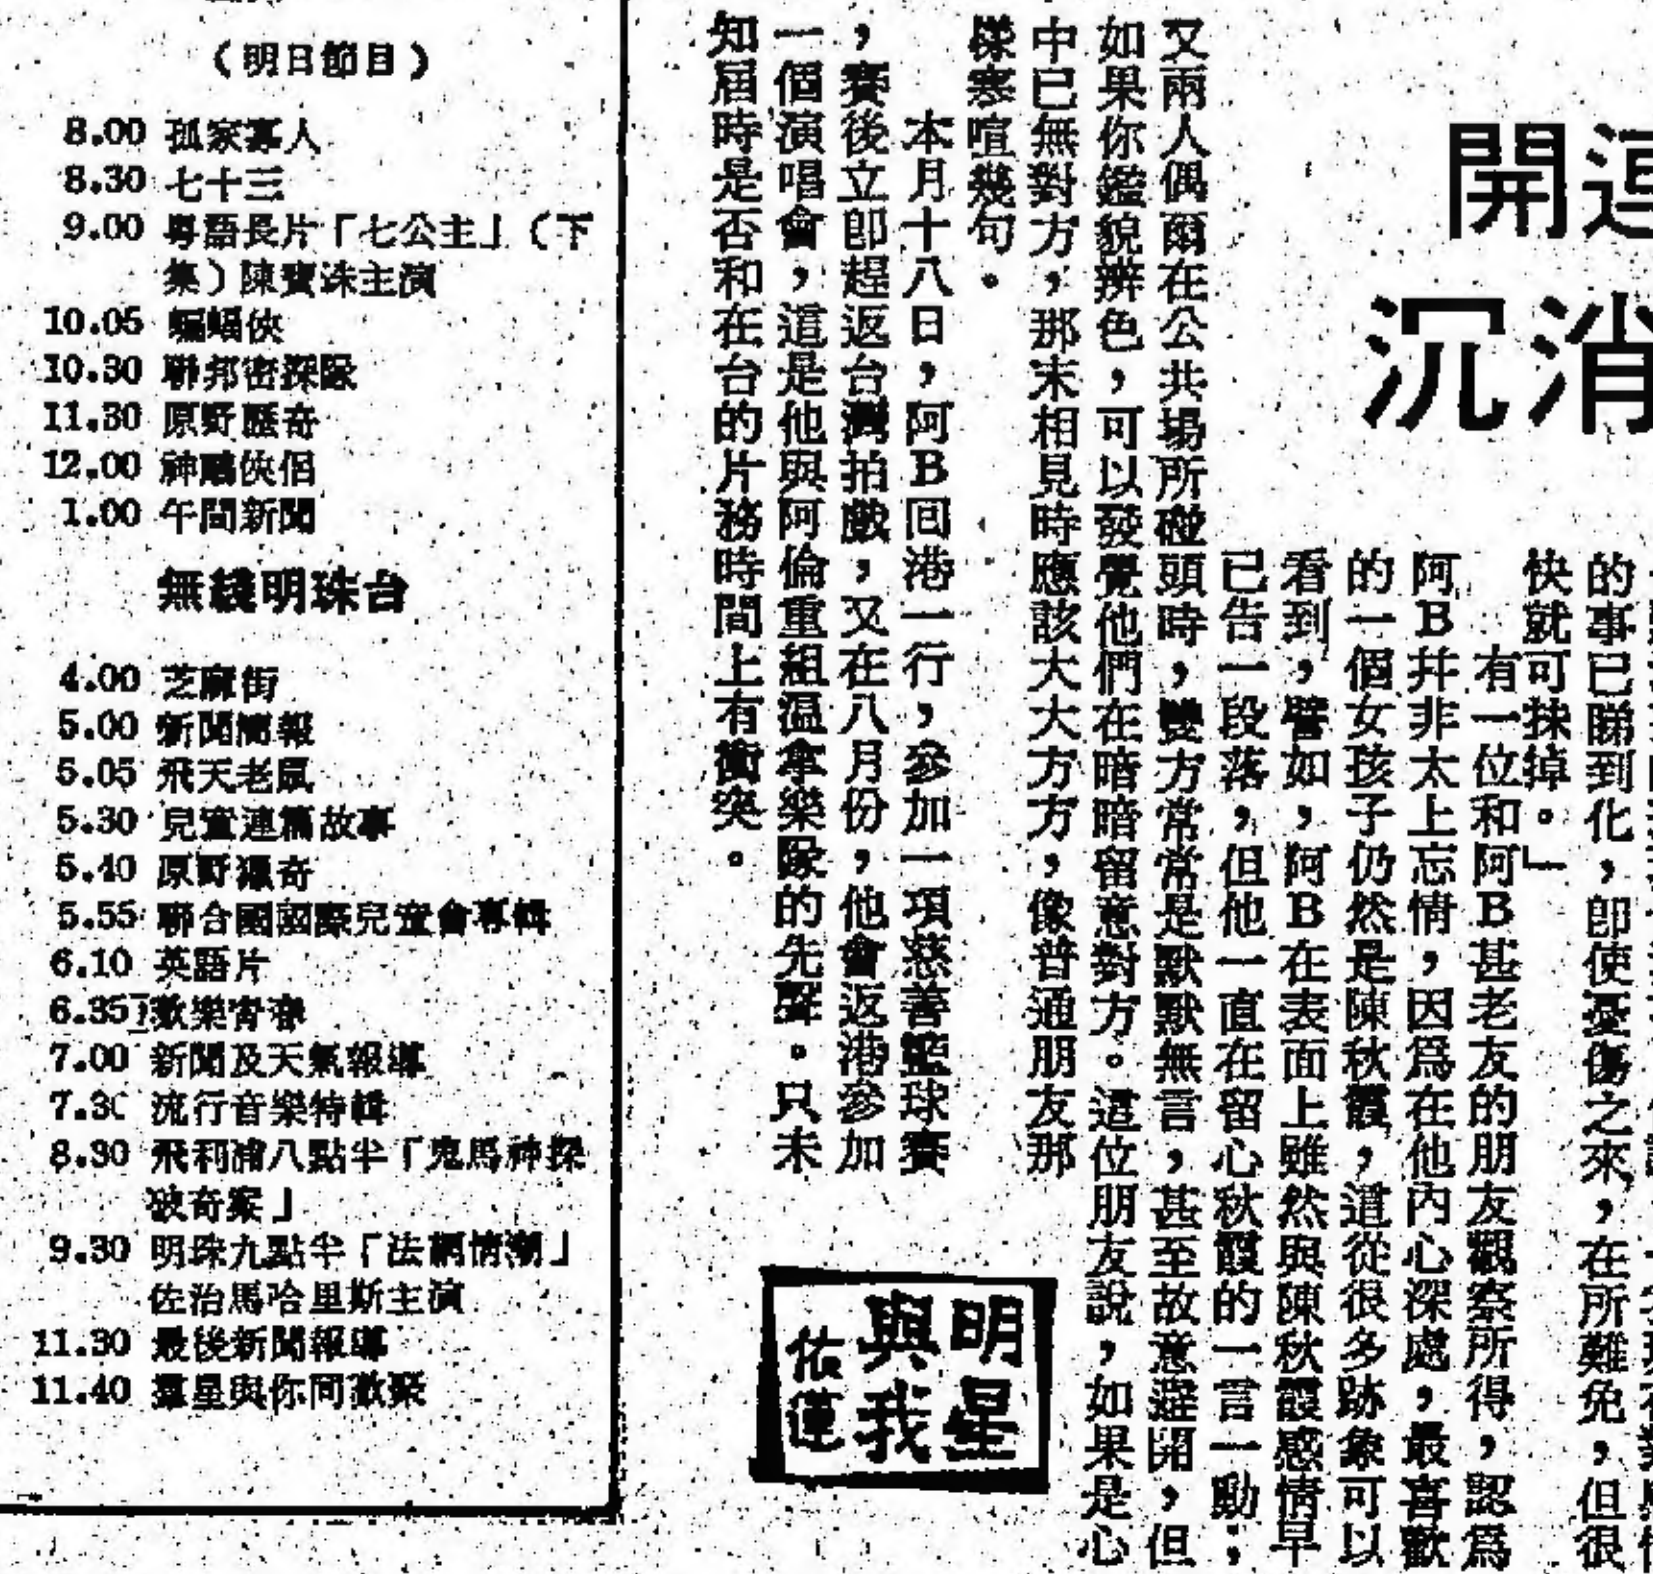 （明日節目）
8.00 孤家寡人
8.30 七十三
9.00 粵語長片「七公主」（下
集）陳寶珠主演
10.05 蝙蝠俠
10.30 聯邦密探隊
11.30 原野歷奇
12.00 神鵰俠侶
1.00 午間新聞
無綫明珠台
4.00 芝麻街
5.00 新聞簡報
5.05 飛天老鼠
5.30 兒童連篇故事
5.40 原野獵奇
5.55 聯合國國際兒童會專輯
6.10 英語片
6.35 歡樂青春
7.00 新聞及天氣報導
7.30 流行音樂特輯
8.30 飛利浦八點半「鬼馬神探
破奇案」
9.30 明珠九點半「法網情潮」
佐治馬哈里斯主演
11.30 最後新聞報導
11.40 羣星與你同歡聚
開
沉消
的事已睇到化，卽使憂傷之來，在所難免，但很
快就可抹掉。」
有一位和阿B甚老友的朋友觀察所得，認爲
阿B幷非太上忘情，因爲在他內心深處，最喜歡
的一個女孩子仍然是陳秋霞，這從很多跡象可以
看到，譬如，阿B在表面上雖然與陳秋霞感情早
已告一段落，但他一直在留心秋霞的一言一動；
又兩人偶爾在公共場所碰頭時，雙方常常是默默無言，甚至故意避開，但
如果你鑑貌辨色，可以發覺他們在暗暗留意對方。這位朋友說，如果是心
中已無對方，那末相見時應該大大方方，像普通朋友那
樣寒喧幾句。
本月十八日，阿B回港一行，參加一項慈善籃球賽
，賽後立卽趕返台灣拍戲，又在八月份，他會返港參加
一個演唱會，這是他與阿倫重組溫拿樂隊的先聲。只未
知屆時是否和在台的片務時間上有衝突。
明星
與我
依蓮